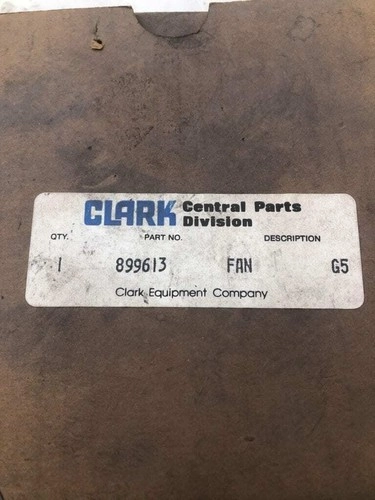 CLARK Central Parts
Division
QTY. PART NO. DESCRIPTION
1 899613 FAN G5
Clark Equipment Company